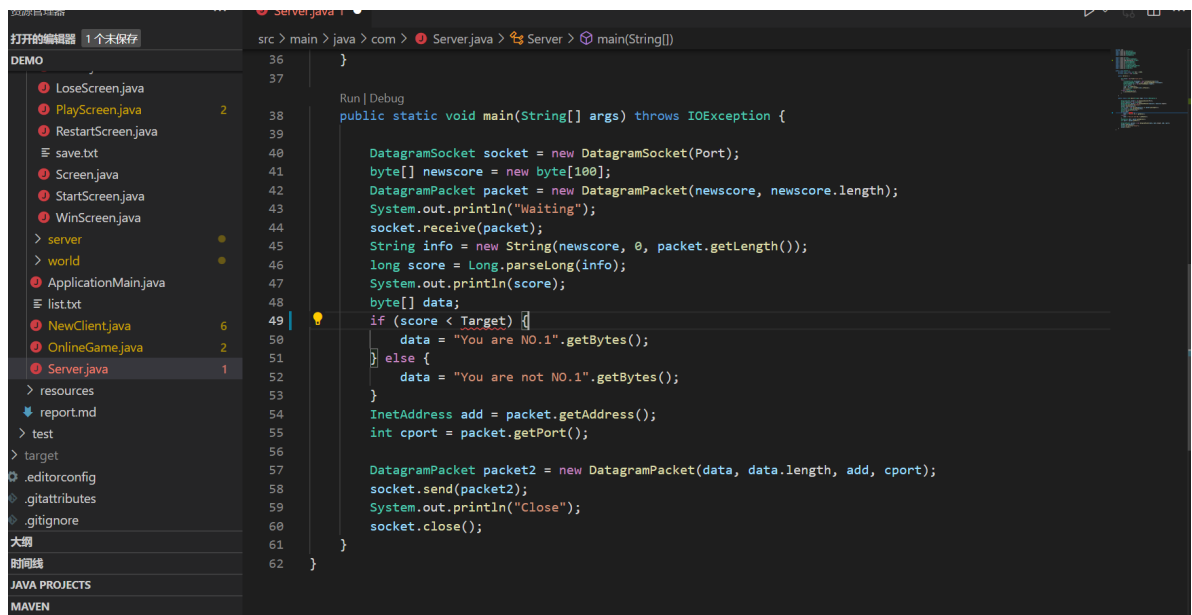 资源管理器
打开的编辑器 1 个未保存
DEMO
LoseScreen.java
PlayScreen.java 2
RestartScreen.java
save.txt
Screen.java
StartScreen.java
WinScreen.java
server
world
ApplicationMain.java
list.txt
NewClient.java 6
OnlineGame.java 2
Server.java 1
resources
report.md
test
target
.editorconfig
.gitattributes
.gitignore
大纲
时间线
JAVA PROJECTS
MAVEN
Server.java 1
src > main > java > com > Server.java > Server > main(String[])
36 }
37
Run | Debug
38 public static void main(String[] args) throws IOException {
39
40 DatagramSocket socket = new DatagramSocket(Port);
41 byte[] newscore = new byte[100];
42 DatagramPacket packet = new DatagramPacket(newscore, newscore.length);
43 System.out.println("Waiting");
44 socket.receive(packet);
45 String info = new String(newscore, 0, packet.getLength());
46 long score = Long.parseLong(info);
47 System.out.println(score);
48 byte[] data;
49 if (score < Target) {
50 data = "You are NO.1".getBytes();
51 } else {
52 data = "You are not NO.1".getBytes();
53 }
54 InetAddress add = packet.getAddress();
55 int cport = packet.getPort();
56
57 DatagramPacket packet2 = new DatagramPacket(data, data.length, add, cport);
58 socket.send(packet2);
59 System.out.println("Close");
60 socket.close();
61 }
62 }